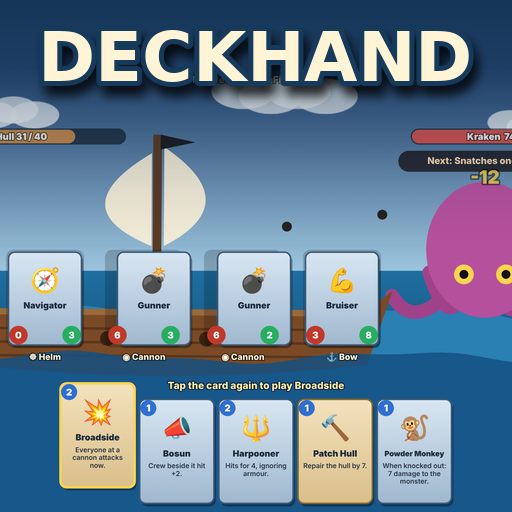 DECKHAND
Hull 31 / 40
Kraken 74
Next: Snatches on
-12
Navigator
0
3
Gunner
6
3
Gunner
6
2
Bruiser
3
8
Helm
Cannon
Cannon
Bow
Tap the card again to play Broadside
2
Broadside
Everyone at a
cannon attacks
now.
1
Bosun
Crew beside it hit
+2.
2
Harpooner
Hits for 4, ignoring
armour.
1
Patch Hull
Repair the hull by 7.
1
Powder Monkey
When knocked out:
7 damage to the
monster.